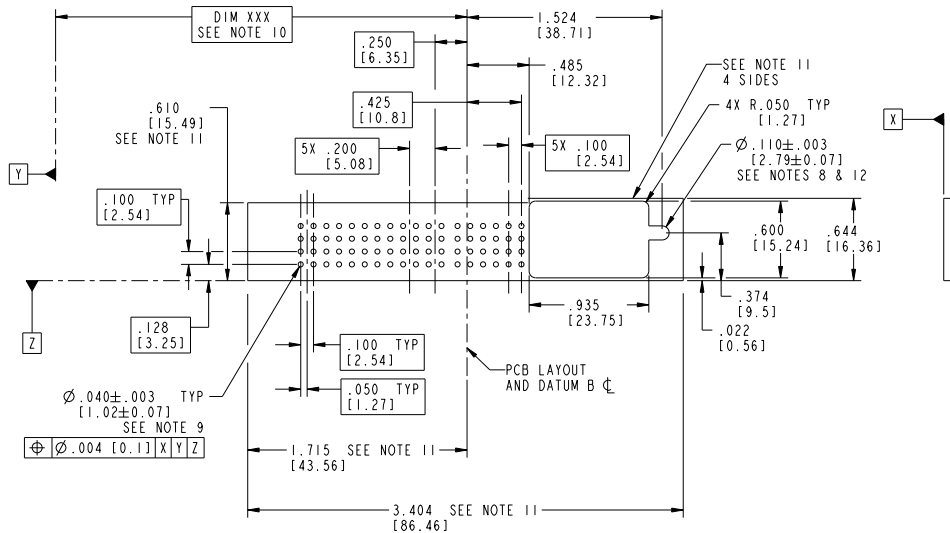 DIM XXX
SEE NOTE 10
1.524
[38.71]
.250
[6.35]
.485
[12.32]
SEE NOTE 11
4 SIDES
.610
[15.49]
SEE NOTE 11
.425
[10.8]
4X R.050 TYP
[1.27]
X
5X .200
[5.08]
5X .100
[2.54]
Ø.110±.003
[2.79±0.07]
SEE NOTES 8 & 12
Y
.100 TYP
[2.54]
.600
[15.24]
.644
[16.36]
.374
[9.5]
.935
[23.75]
.022
[0.56]
Z
.128
[3.25]
.100 TYP
[2.54]
PCB LAYOUT
AND DATUM B ℄
.050 TYP
[1.27]
Ø.040±.003 TYP
[1.02±0.07]
SEE NOTE 9
⌖ Ø.004 [0.1] X Y Z
1.715 SEE NOTE 11
[43.56]
3.404 SEE NOTE 11
[86.46]